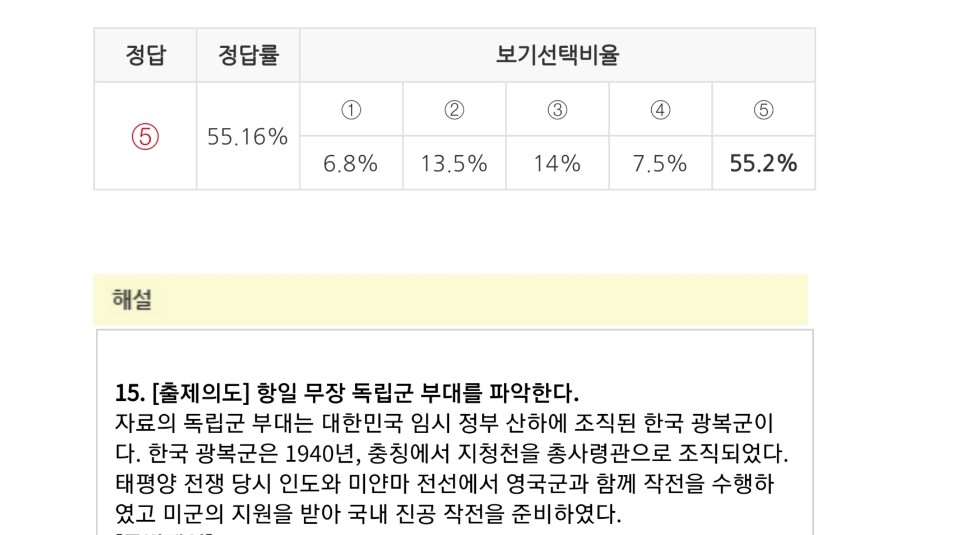 정답 정답률 보기선택비율
① ② ③ ④ ⑤
⑤ 55.16%
6.8% 13.5% 14% 7.5% 55.2%
해설
15. [출제의도] 항일 무장 독립군 부대를 파악한다.
자료의 독립군 부대는 대한민국 임시 정부 산하에 조직된 한국 광복군이
다. 한국 광복군은 1940년, 충칭에서 지청천을 총사령관으로 조직되었다.
태평양 전쟁 당시 인도와 미얀마 전선에서 영국군과 함께 작전을 수행하
였고 미군의 지원을 받아 국내 진공 작전을 준비하였다.